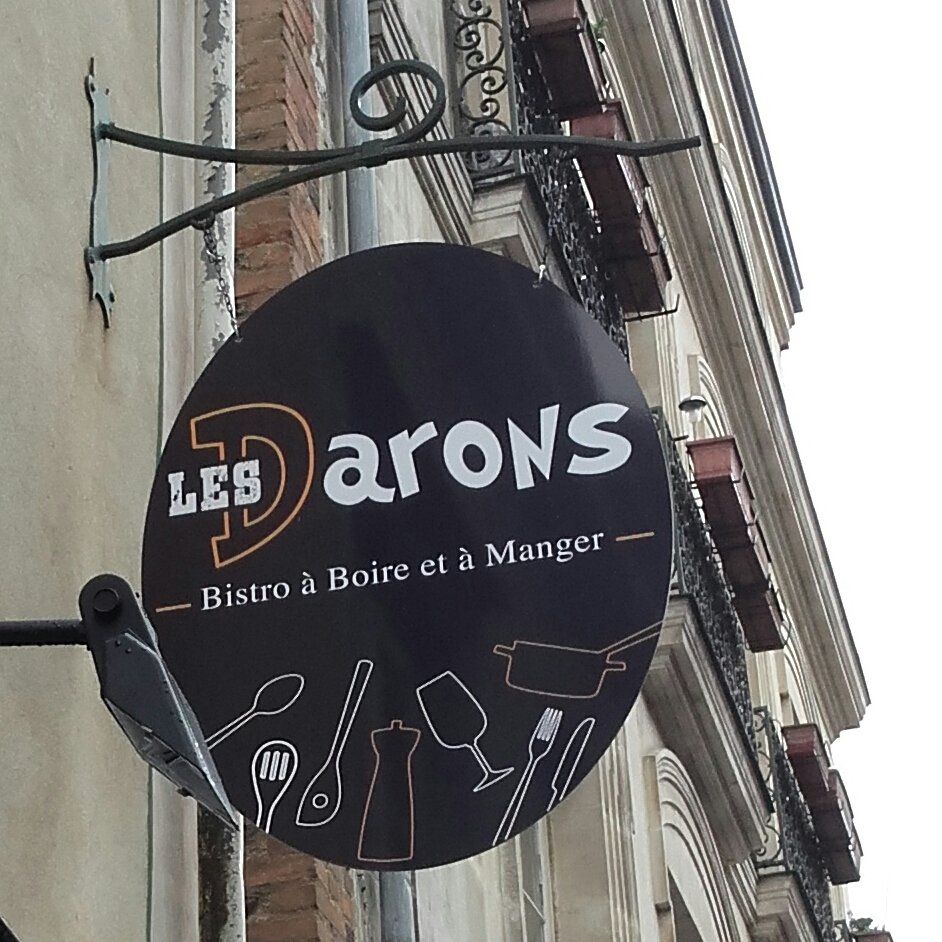 LES Darons
Bistro à Boire et à Manger